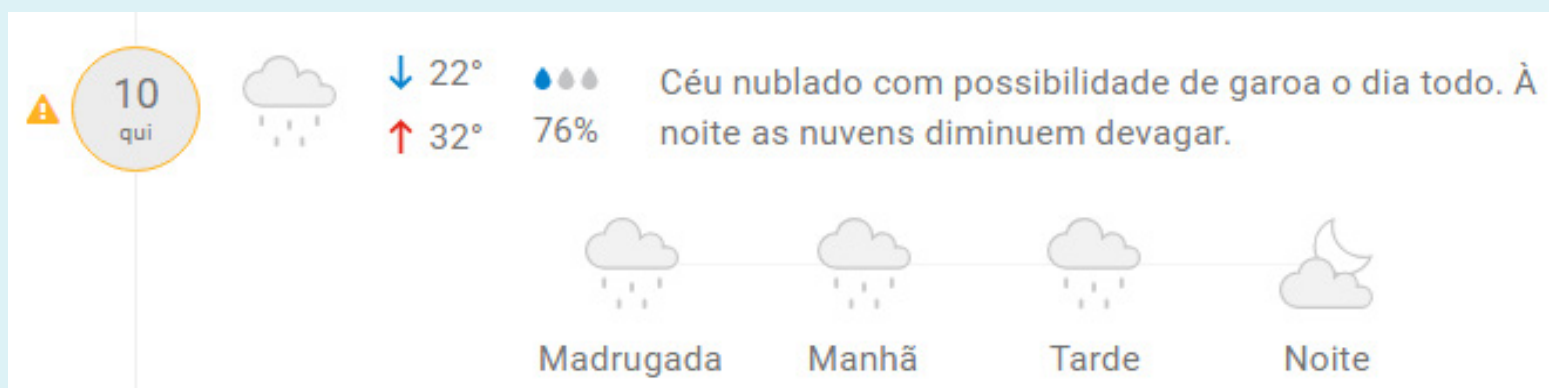 10
qui
↓ 22°
↑ 32°
76%
Céu nublado com possibilidade de garoa o dia todo. À
noite as nuvens diminuem devagar.
Madrugada Manhã Tarde Noite